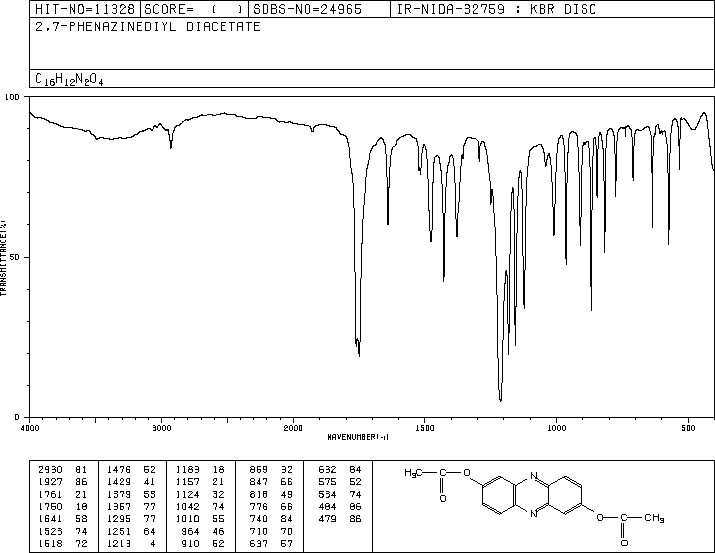 HIT-NO=11328 SCORE= ( ) SDBS-NO=24965 IR-NIDA-32759 : KBR DISC
2,7-PHENAZINEDIYL DIACETATE
C16H12N2O4
100
50
0
TRANSMITTANCE(%)
4000 3000 2000 1500 1000 500
WAVENUMBER(-1)
2930 81 1476 52 1183 18 869 32 632 84
1927 86 1429 41 1157 21 847 66 575 52
1761 21 1379 55 1124 32 818 49 534 74
1750 18 1367 77 1042 74 776 66 484 86
1641 58 1295 77 1010 55 740 84 479 86
1523 74 1251 64 964 46 710 70
1518 72 1213 4 910 52 637 57
H3C C O
O
N
N
O C CH3
O